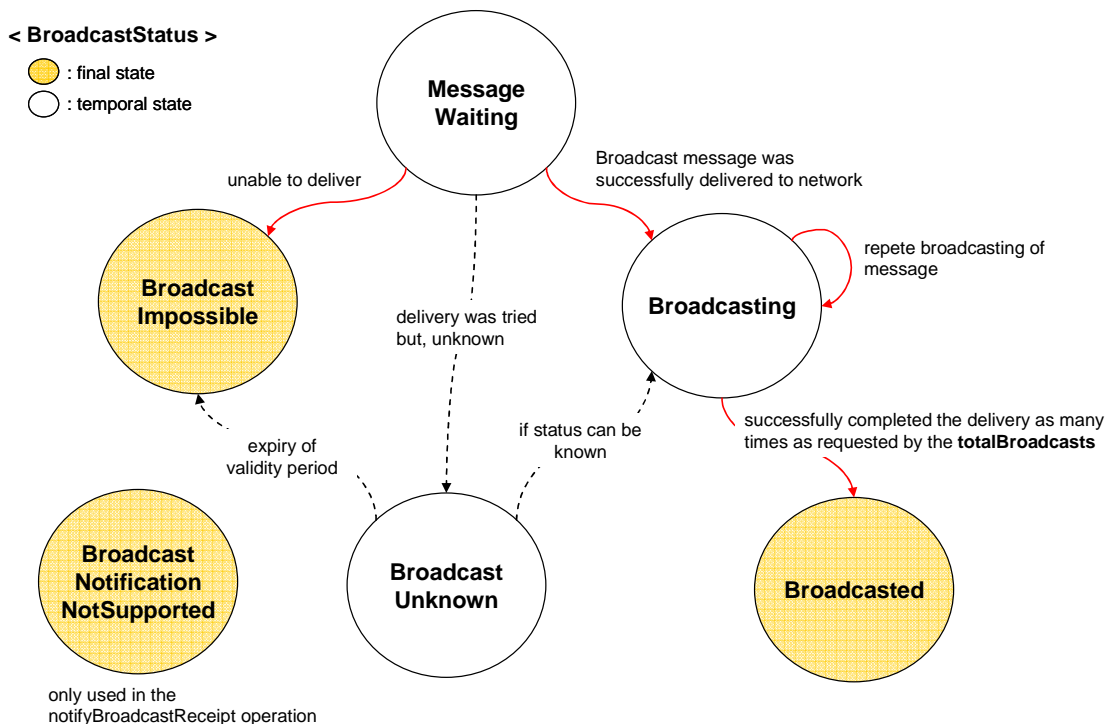 < BroadcastStatus >
: final state
: temporal state
Message
Waiting
unable to deliver
Broadcast message was
successfully delivered to network
repete broadcasting of
message
Broadcast
Impossible
Broadcasting
delivery was tried
but, unknown
successfully completed the delivery as many
times as requested by the totalBroadcasts
if status can be
known
expiry of
validity period
Broadcast
Notification
NotSupported
Broadcast
Unknown
Broadcasted
only used in the
notifyBroadcastReceipt operation